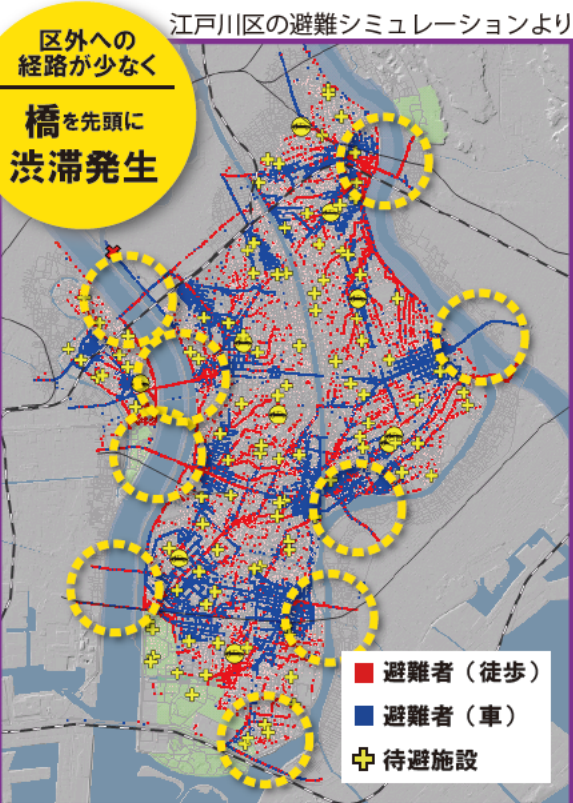 江戸川区の避難シミュレーションより
区外への
経路が少なく
橋を先頭に
渋滞発生
避難者（徒歩）
避難者（車）
待避施設